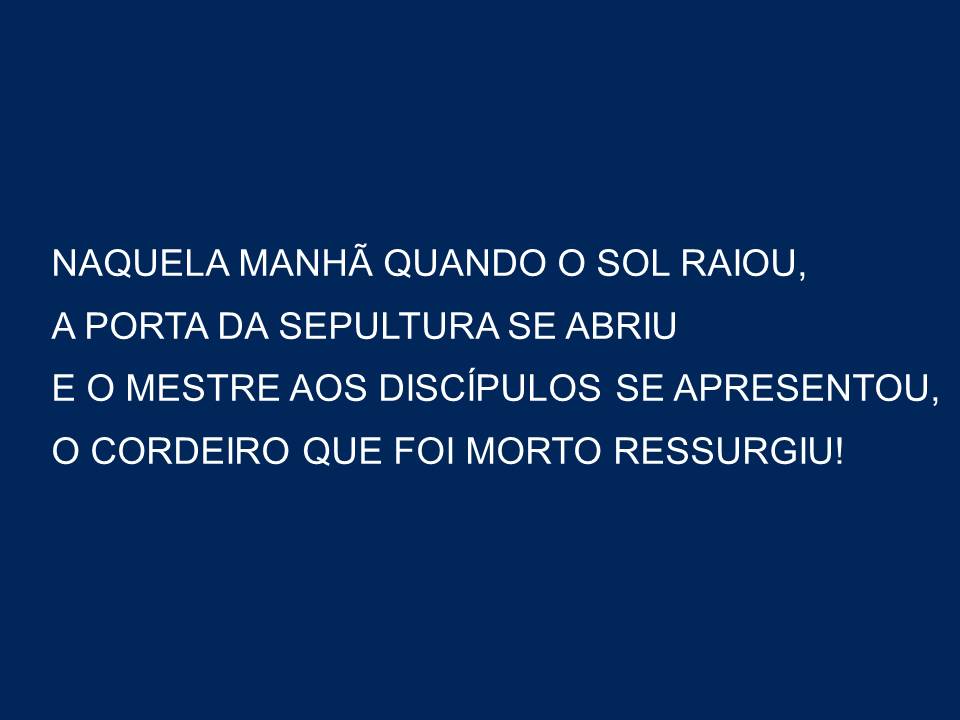 NAQUELA MANHÃ QUANDO O SOL RAIOU,
A PORTA DA SEPULTURA SE ABRIU
E O MESTRE AOS DISCÍPULOS SE APRESENTOU,
O CORDEIRO QUE FOI MORTO RESSURGIU!